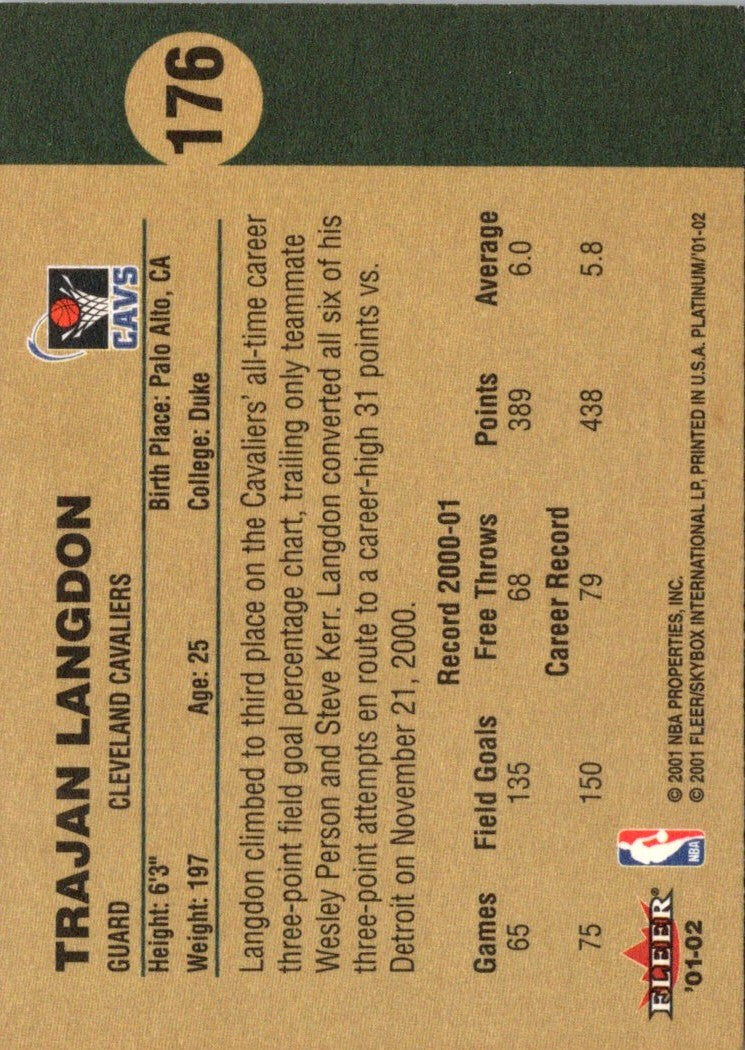 176
TRAJAN LANGDON
GUARD CLEVELAND CAVALIERS
CAVS
Height: 6'3" Birth Place: Palo Alto, CA
Weight: 197 Age: 25 College: Duke
Langdon climbed to third place on the Cavaliers' all-time career
three-point field goal percentage chart, trailing only teammate
Wesley Person and Steve Kerr. Langdon converted all six of his
three-point attempts en route to a career-high 31 points vs.
Detroit on November 21, 2000.
Record 2000-01
Games Field Goals Free Throws Points Average
65 135 68 389 6.0
Career Record
75 150 79 438 5.8
FLEER®
'01-02
NBA
© 2001 NBA PROPERTIES, INC.
© 2001 FLEER/SKYBOX INTERNATIONAL LP, PRINTED IN U.S.A. PLATINUM/'01-02